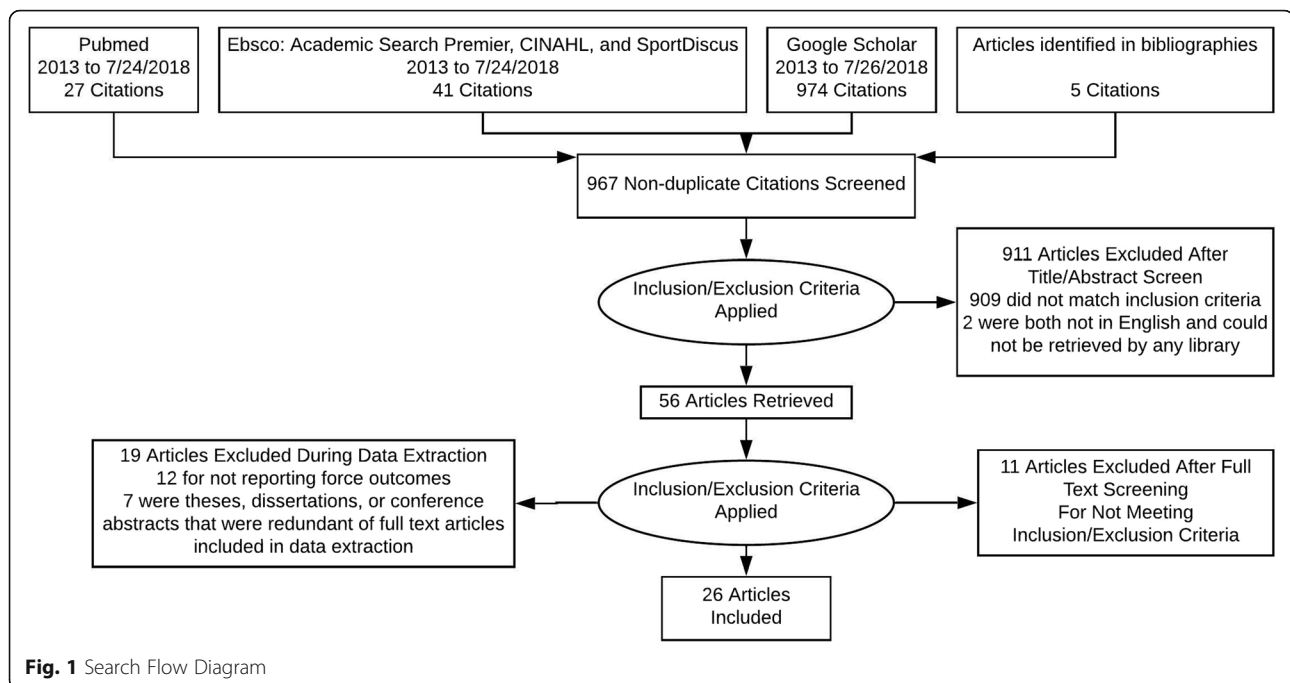 Pubmed
2013 to 7/24/2018
27 Citations
Ebsco: Academic Search Premier, CINAHL, and SportDiscus
2013 to 7/24/2018
41 Citations
Google Scholar
2013 to 7/26/2018
974 Citations
Articles identified in bibliographies
5 Citations
967 Non-duplicate Citations Screened
Inclusion/Exclusion Criteria
Applied
911 Articles Excluded After
Title/Abstract Screen
909 did not match inclusion criteria
2 were both not in English and could
not be retrieved by any library
56 Articles Retrieved
19 Articles Excluded During Data Extraction
12 for not reporting force outcomes
7 were theses, dissertations, or conference
abstracts that were redundant of full text articles
included in data extraction
Inclusion/Exclusion Criteria
Applied
11 Articles Excluded After Full
Text Screening
For Not Meeting
Inclusion/Exclusion Criteria
26 Articles
Included
Fig. 1 Search Flow Diagram